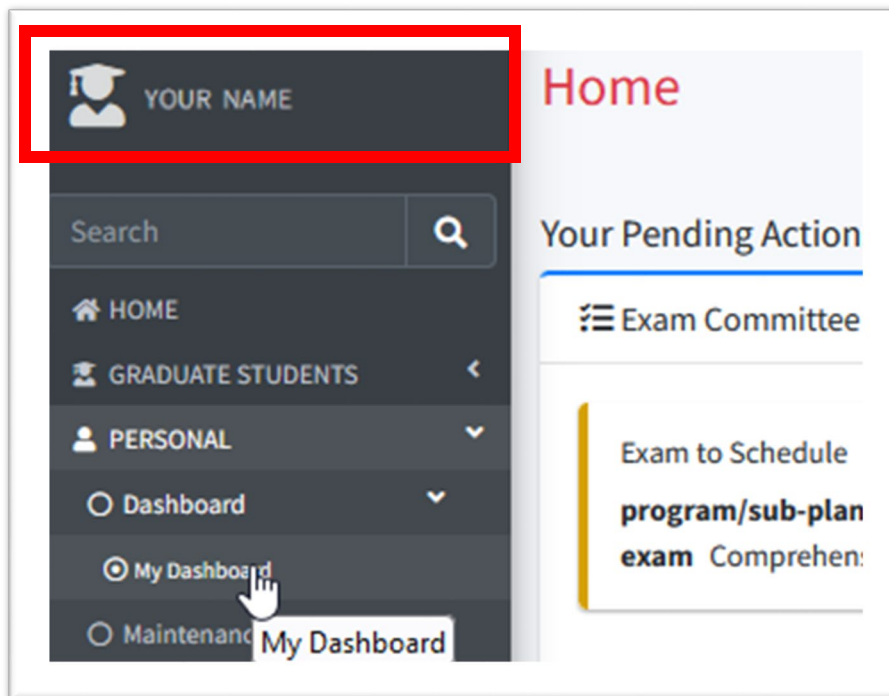 YOUR NAME
Search
HOME
GRADUATE STUDENTS
PERSONAL
Dashboard
My Dashboard
My Dashboard
Home
Your Pending Action
Exam Committee
Exam to Schedule
program/sub-plan
exam